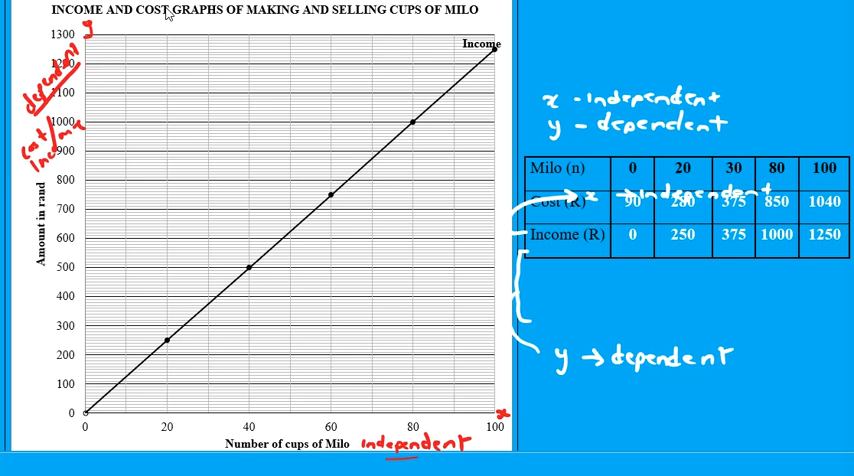 INCOME AND COST GRAPHS OF MAKING AND SELLING CUPS OF MILO
y
dependent
Cost/
income
Amount in rand
1300
1200
1100
1000
900
800
700
600
500
400
300
200
100
0
Income
0 20 40 60 80 100
x
Number of cups of Milo independent
x - independent
y - dependent
Milo (n) 0 20 30 80 100
x → independent
Cost (R) 90 280 375 850 1040
Income (R) 0 250 375 1000 1250
y → dependent